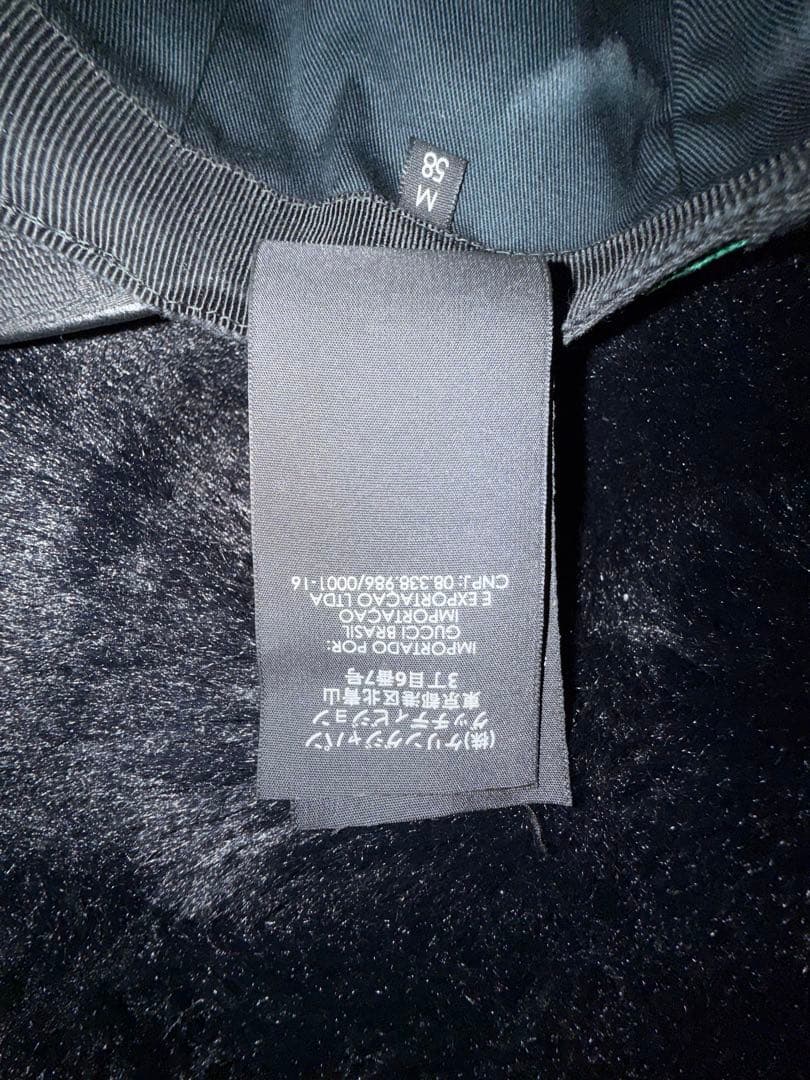 M
58
(株)ケリングジャパン
グッチディビジョン
東京都港区北青山
3丁目6番7号
IMPORTADO POR:
GUCCI BRASIL
IMPORTAÇAO
E EXPORTAÇAO LTDA
CNPJ: 08.338.986/0001-16